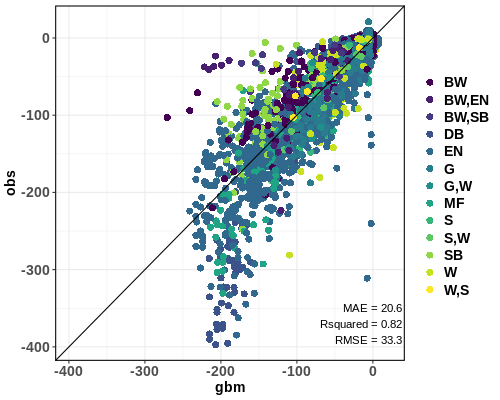 0
-100
-200
-300
-400
obs
-400
-300
-200
-100
0
gbm
MAE = 20.6
Rsquared = 0.82
RMSE = 33.3
BW
BW,EN
BW,SB
DB
EN
G
G,W
MF
S
S,W
SB
W
W,S